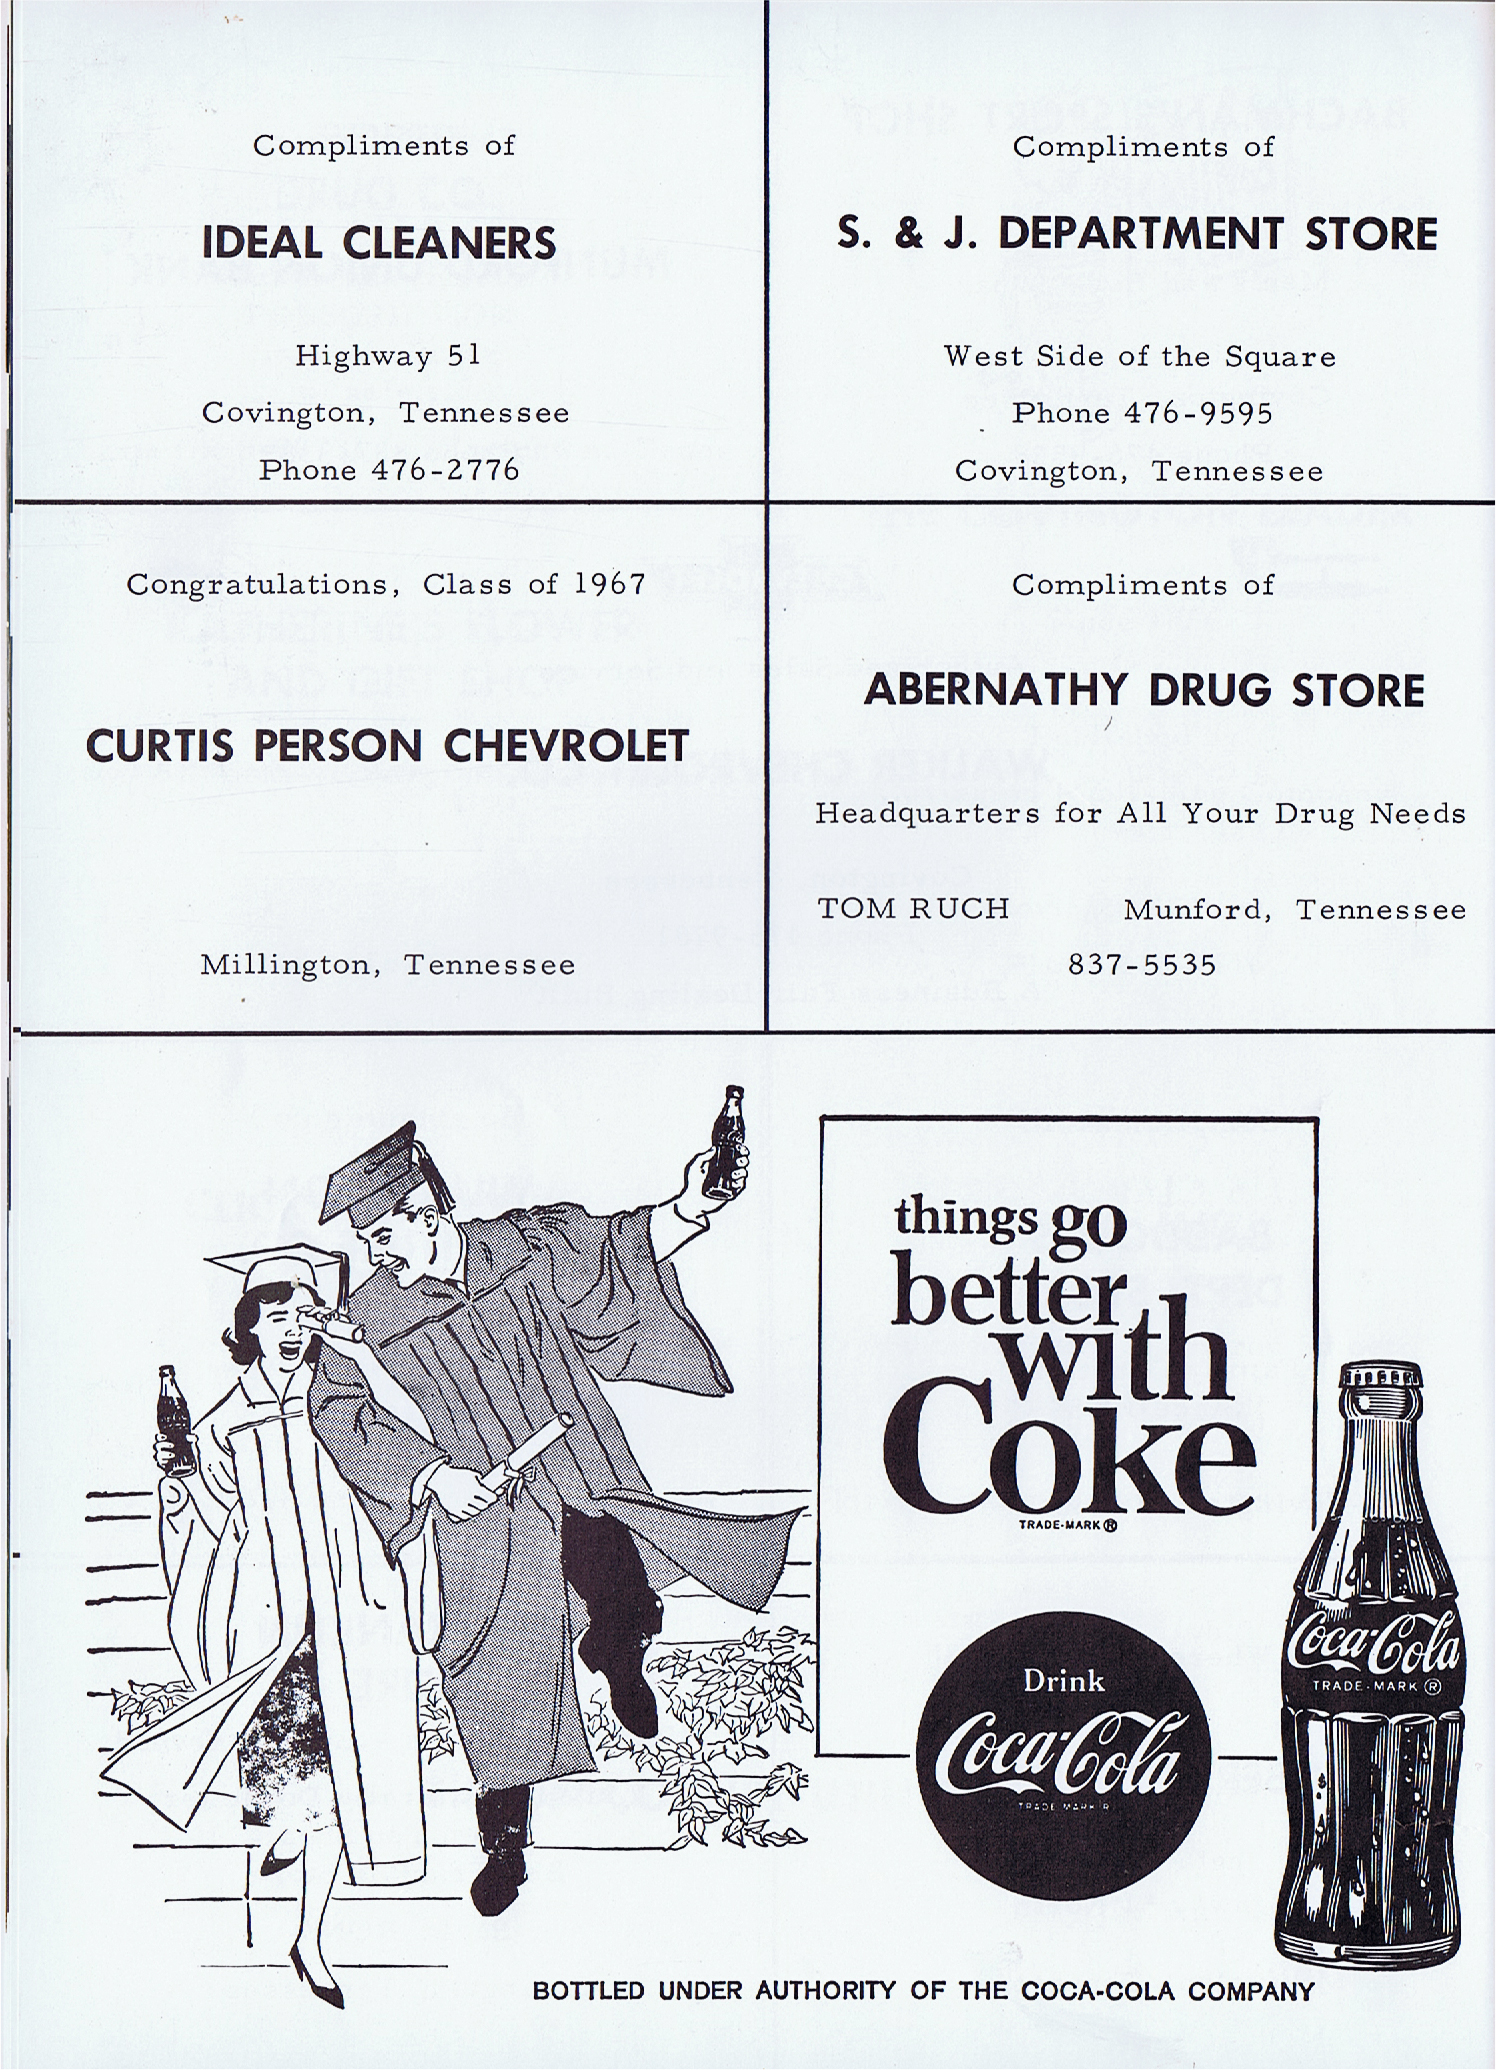 Compliments of
IDEAL CLEANERS
Highway 51
Covington, Tennessee
Phone 476-2776
Compliments of
S. & J. DEPARTMENT STORE
West Side of the Square
Phone 476-9595
Covington, Tennessee
Congratulations, Class of 1967
CURTIS PERSON CHEVROLET
Millington, Tennessee
Compliments of
ABERNATHY DRUG STORE
Headquarters for All Your Drug Needs
TOM RUCH Munford, Tennessee
837-5535
things go
better
with
Coke
TRADE-MARK ®
Drink
Coca-Cola
TRADE MARK R
Coca-Cola
TRADE-MARK ®
BOTTLED UNDER AUTHORITY OF THE COCA-COLA COMPANY